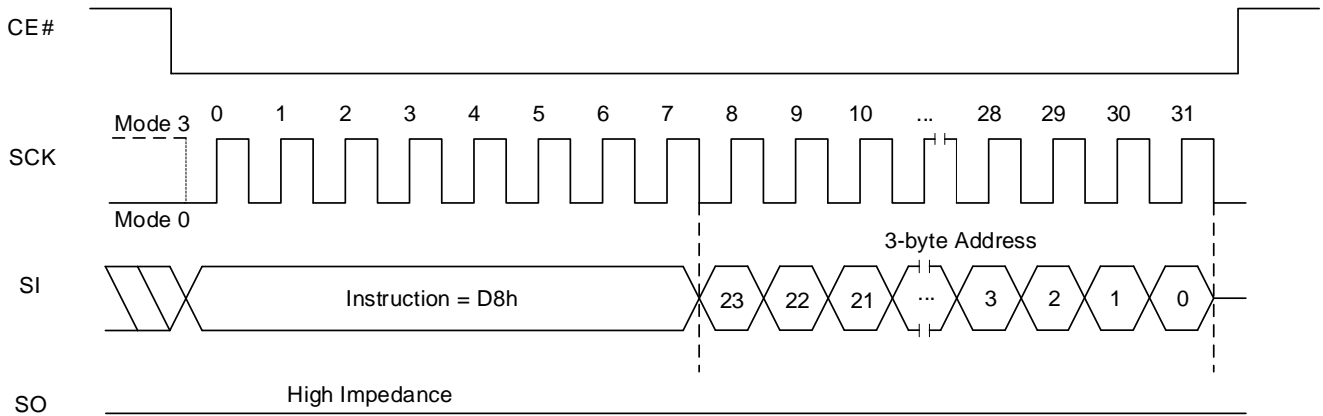 CE#
0 1 2 3 4 5 6 7 8 9 10 ... 28 29 30 31
Mode 3
SCK
Mode 0
3-byte Address
SI
Instruction = D8h 23 22 21 ... 3 2 1 0
High Impedance
SO